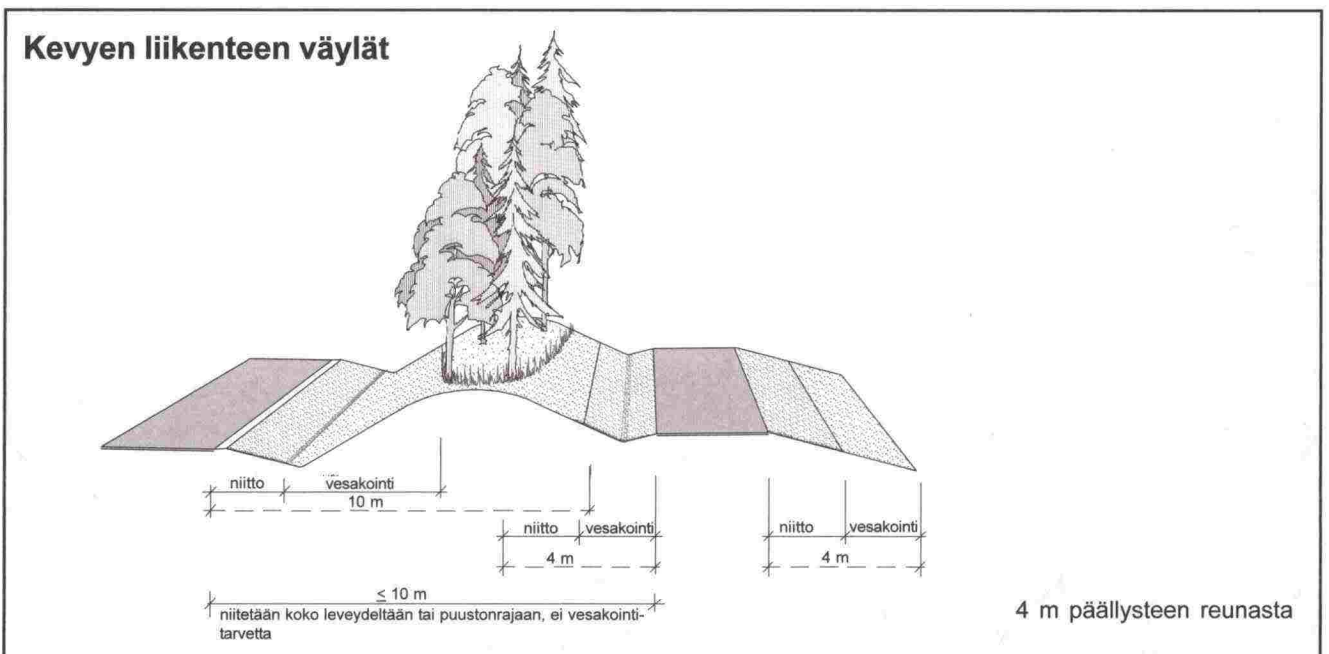 Kevyen liikenteen väylät
niitto vesakointi
10 m
niitto vesakointi niitto vesakointi
4 m 4 m
≤ 10 m
niitetään koko leveydeltään tai puustonrajaan, ei vesakointi-
tarvetta
4 m päällysteen reunasta